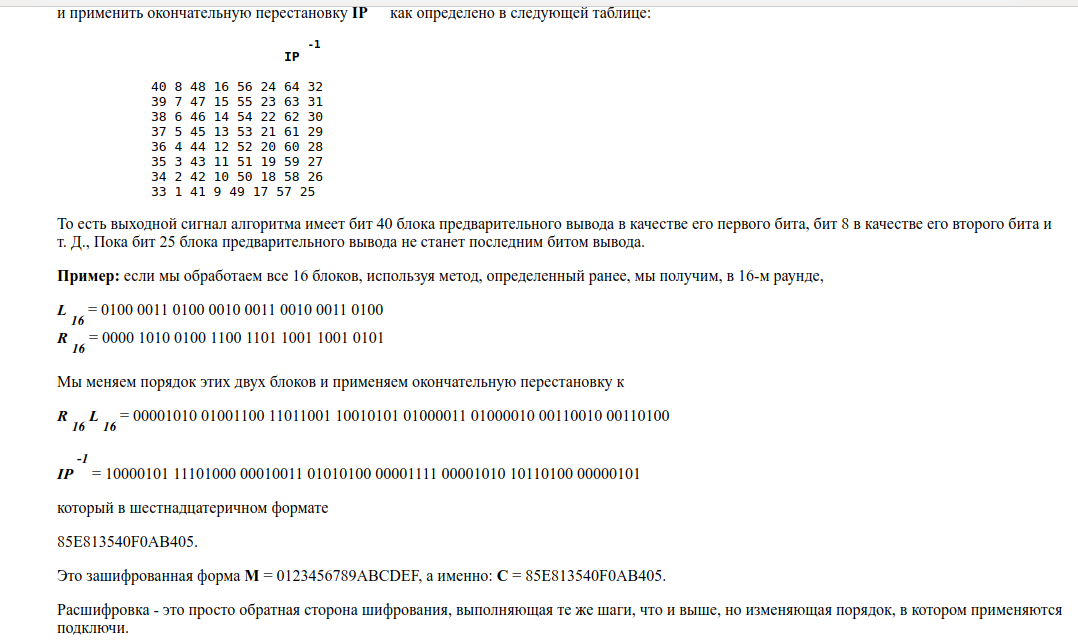 и применить окончательную перестановку IP как определено в следующей таблице:
-1
IP
40 8 48 16 56 24 64 32
39 7 47 15 55 23 63 31
38 6 46 14 54 22 62 30
37 5 45 13 53 21 61 29
36 4 44 12 52 20 60 28
35 3 43 11 51 19 59 27
34 2 42 10 50 18 58 26
33 1 41 9 49 17 57 25
То есть выходной сигнал алгоритма имеет бит 40 блока предварительного вывода в качестве его первого бита, бит 8 в качестве его второго бита и
т. Д., Пока бит 25 блока предварительного вывода не станет последним битом вывода.
Пример: если мы обработаем все 16 блоков, используя метод, определенный ранее, мы получим, в 16-м раунде,
L 16 = 0100 0011 0100 0010 0011 0010 0011 0100
R 16 = 0000 1010 0100 1100 1101 1001 1001 0101
Мы меняем порядок этих двух блоков и применяем окончательную перестановку к
R 16 L 16 = 00001010 01001100 11011001 10010101 01000011 01000010 00110010 00110100
IP -1 = 10000101 11101000 00010011 01010100 00001111 00001010 10110100 00000101
который в шестнадцатеричном формате
85E813540F0AB405.
Это зашифрованная форма M = 0123456789ABCDEF, а именно: C = 85E813540F0AB405.
Расшифровка - это просто обратная сторона шифрования, выполняющая те же шаги, что и выше, но изменяющая порядок, в котором применяются
подключи.